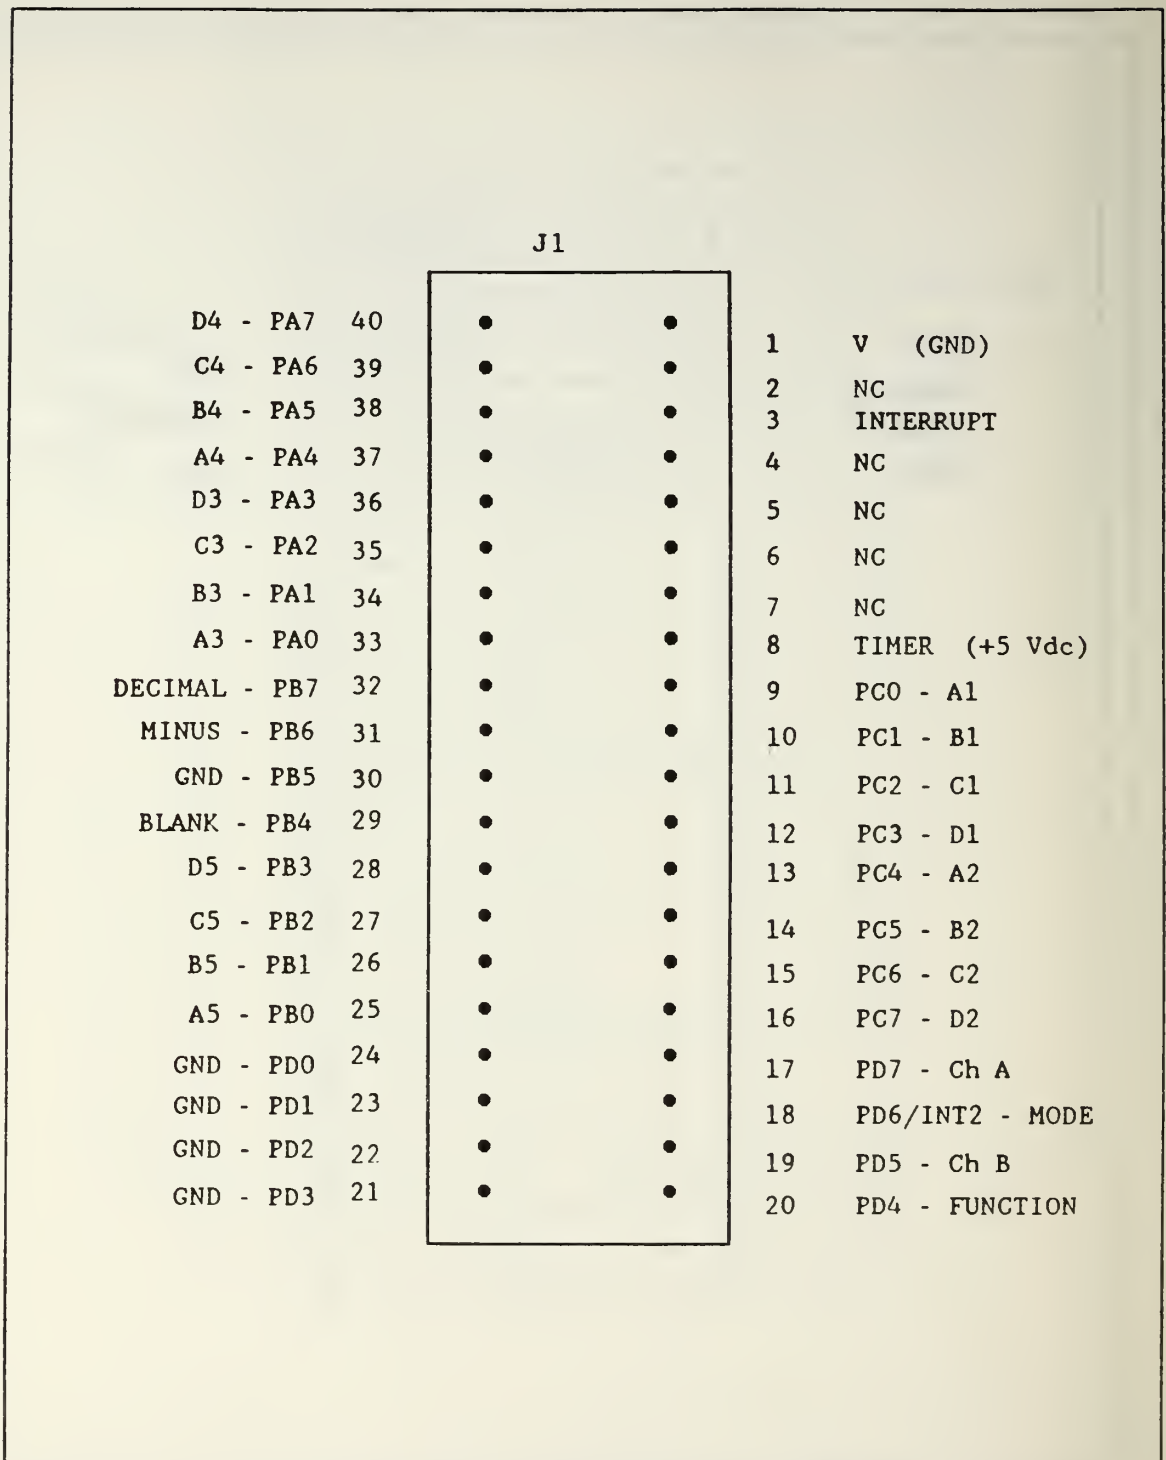 J1
D4 - PA7 40
C4 - PA6 39
B4 - PA5 38
A4 - PA4 37
D3 - PA3 36
C3 - PA2 35
B3 - PA1 34
A3 - PA0 33
DECIMAL - PB7 32
MINUS - PB6 31
GND - PB5 30
BLANK - PB4 29
D5 - PB3 28
C5 - PB2 27
B5 - PB1 26
A5 - PB0 25
GND - PD0 24
GND - PD1 23
GND - PD2 22
GND - PD3 21
1 V (GND)
2 NC
3 INTERRUPT
4 NC
5 NC
6 NC
7 NC
8 TIMER (+5 Vdc)
9 PC0 - A1
10 PC1 - B1
11 PC2 - C1
12 PC3 - D1
13 PC4 - A2
14 PC5 - B2
15 PC6 - C2
16 PC7 - D2
17 PD7 - Ch A
18 PD6/INT2 - MODE
19 PD5 - Ch B
20 PD4 - FUNCTION